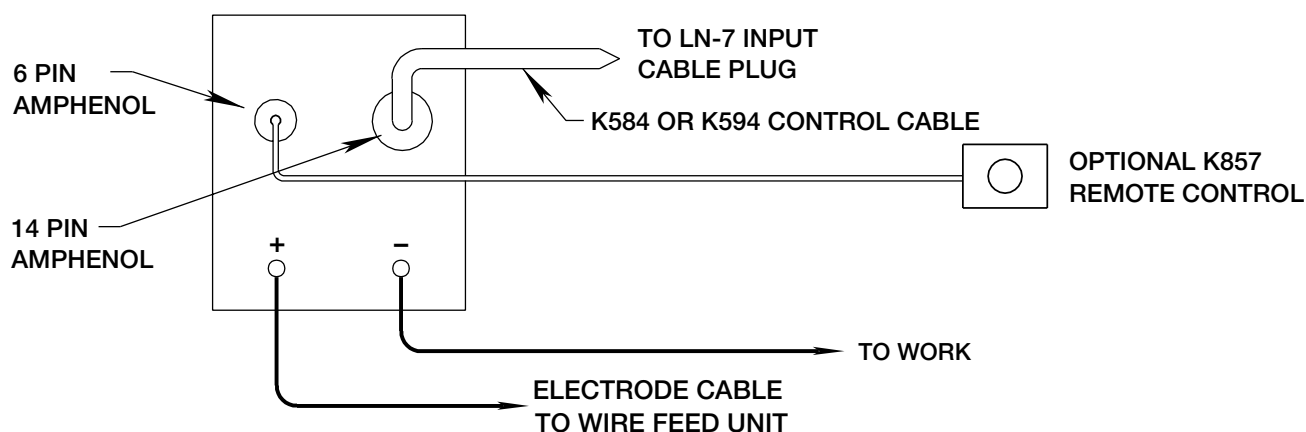 6 PIN
AMPHENOL
TO LN-7 INPUT
CABLE PLUG
K584 OR K594 CONTROL CABLE
OPTIONAL K857
REMOTE CONTROL
14 PIN
AMPHENOL
+ −
TO WORK
ELECTRODE CABLE
TO WIRE FEED UNIT